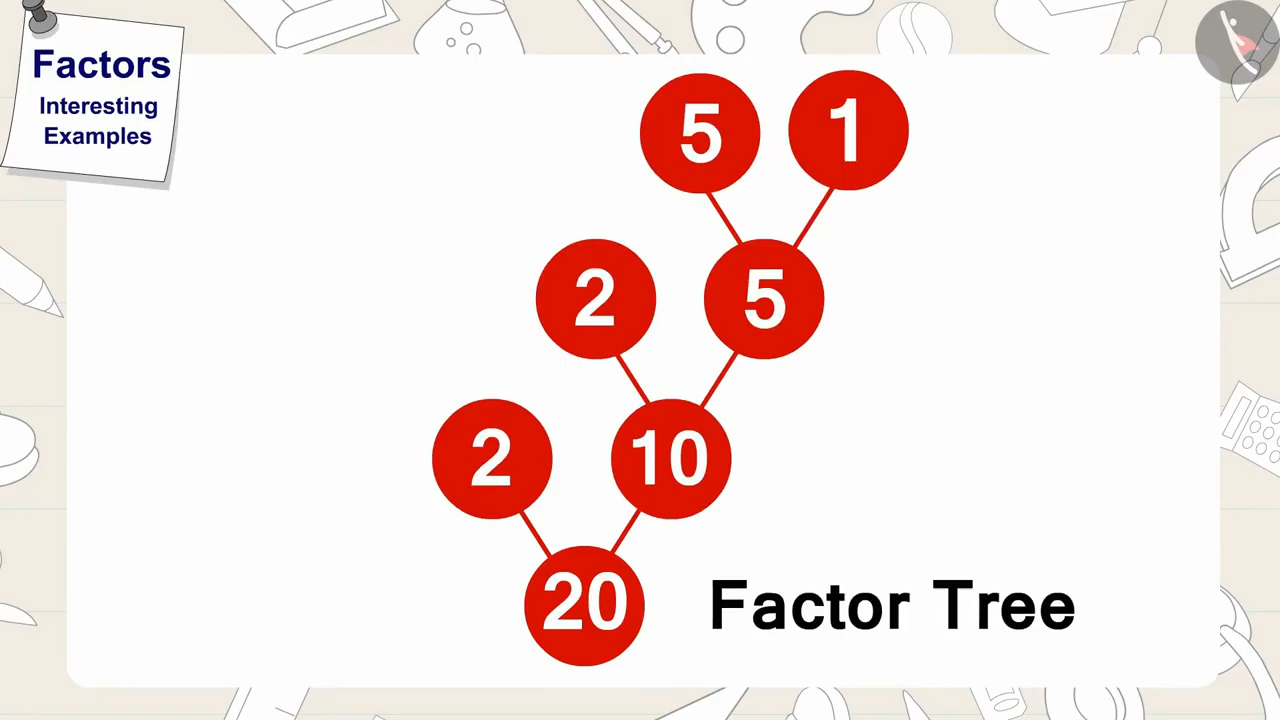 Factors
Interesting
Examples
5 1
2 5
2 10
20 Factor Tree